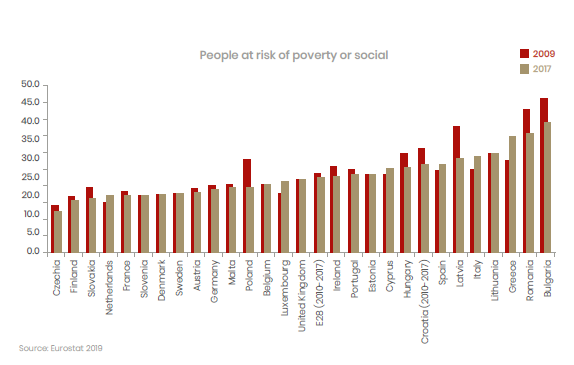 People at risk of poverty or social
2009
2017
50.0
45.0
40.0
35.0
30.0
25.0
20.0
10.0
5.0
0.0
Czechia
Finland
Slovakia
Netherlands
France
Slovenia
Denmark
Sweden
Austria
Germany
Malta
Poland
Belgium
Luxembourg
United Kingdom
E28 (2010-2017)
Ireland
Portugal
Estonia
Cyprus
Hungary
Croatia (2010-2017)
Spain
Latvia
Italy
Lithuania
Greece
Romania
Bulgaria
Source: Eurostat 2019